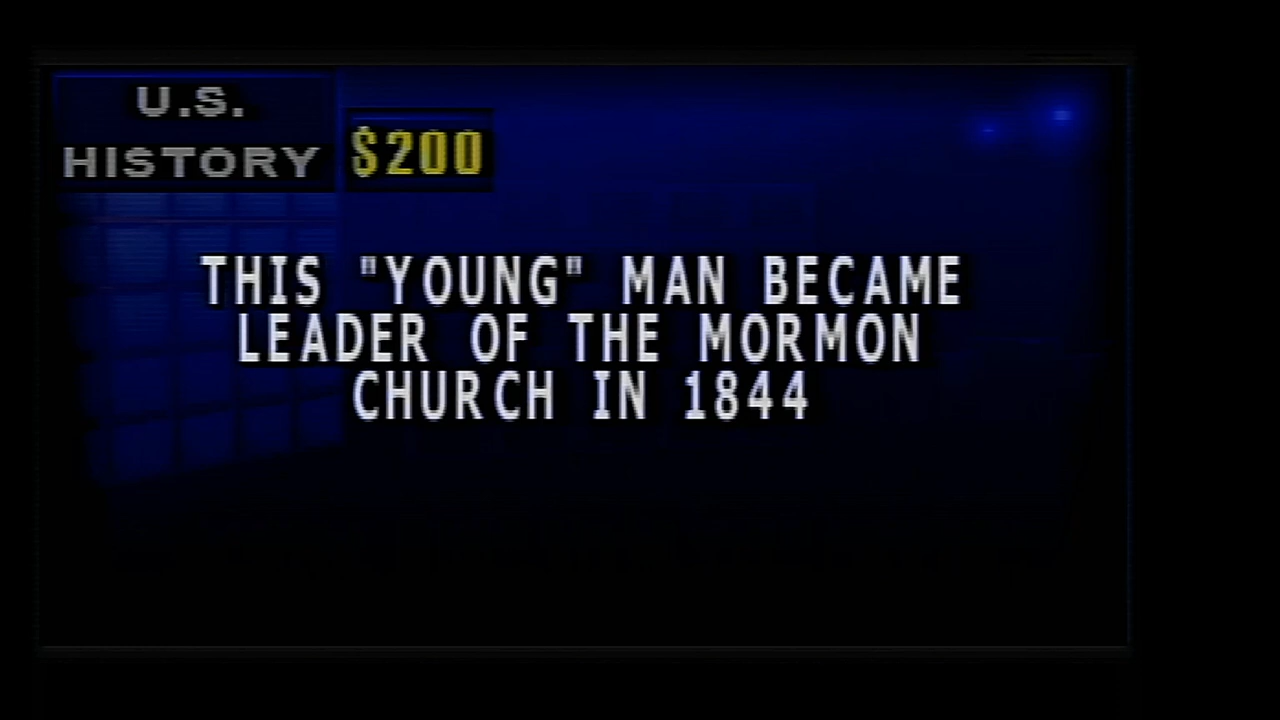 U.S.
HISTORY
$200
THIS "YOUNG" MAN BECAME
LEADER OF THE MORMON
CHURCH IN 1844